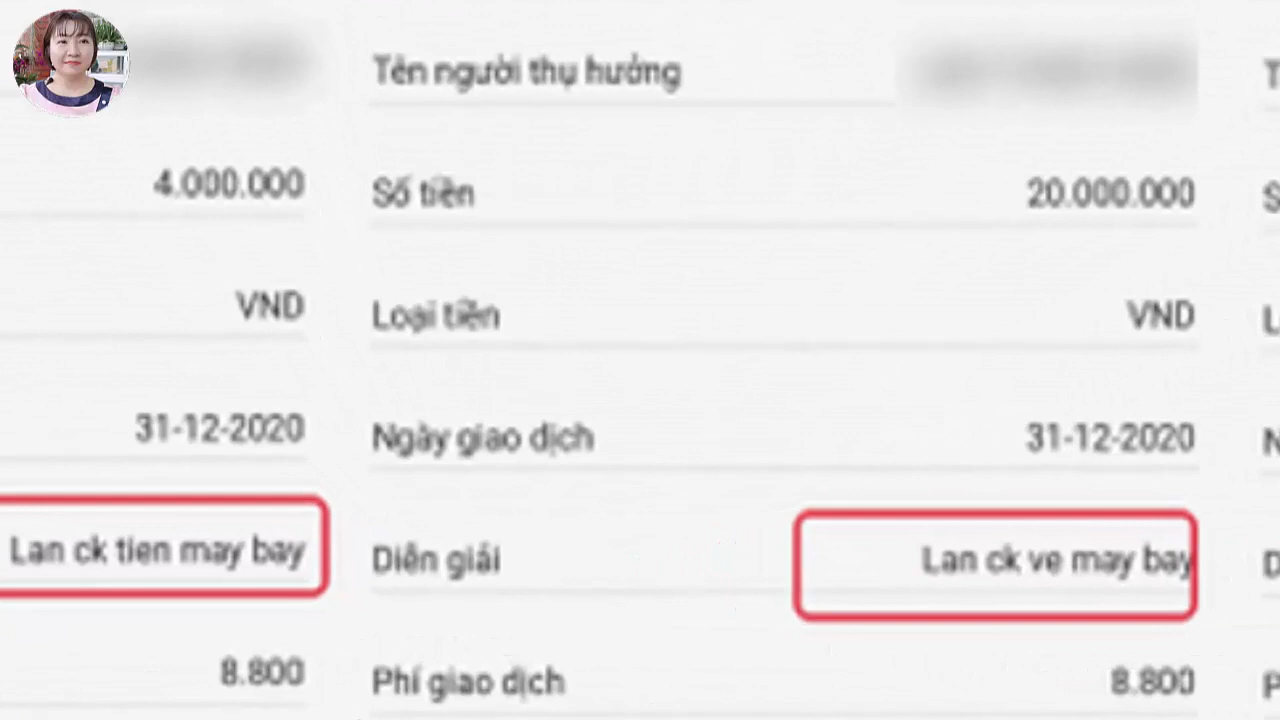 Tên người thụ hưởng
4.000.000
Số tiền
20.000.000
VND
Loại tiền
VND
31-12-2020
Ngày giao dịch
31-12-2020
Lan ck tien may bay
Diễn giải
Lan ck ve may bay
8.800
Phí giao dịch
8.800